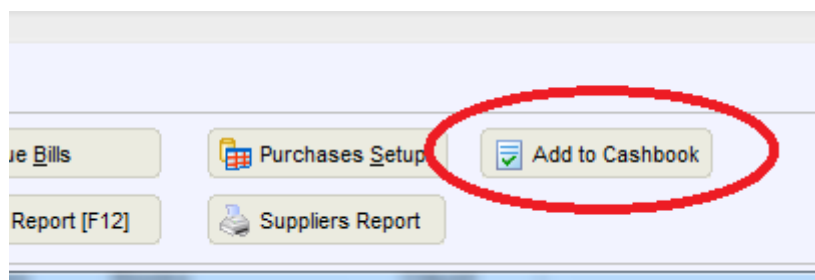 ue Bills
Purchases Setup
Add to Cashbook
Report [F12]
Suppliers Report